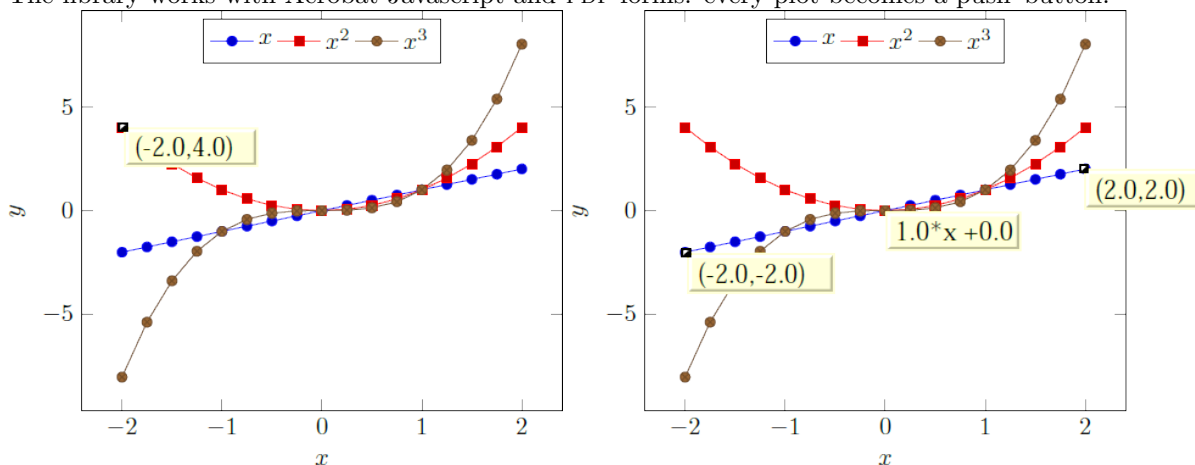 The library works with Acrobat Javascript and PDF forms: every plot becomes a push-button.
x x² x³
5
(-2.0,4.0)
y
0
−5
−2 −1 0 1 2
x
x x² x³
5
(2.0,2.0)
y
0
1.0*x +0.0
(-2.0,-2.0)
−5
−2 −1 0 1 2
x